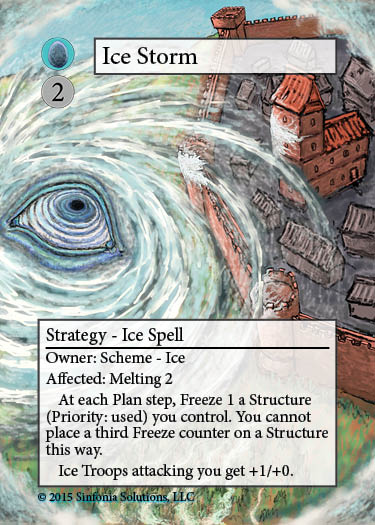 Ice Storm
2
Strategy - Ice Spell
Owner: Scheme - Ice
Affected: Melting 2
At each Plan step, Freeze 1 a Structure
(Priority: used) you control. You cannot
place a third Freeze counter on a Structure
this way.
Ice Troops attacking you get +1/+0.
© 2015 Sinfonia Solutions, LLC